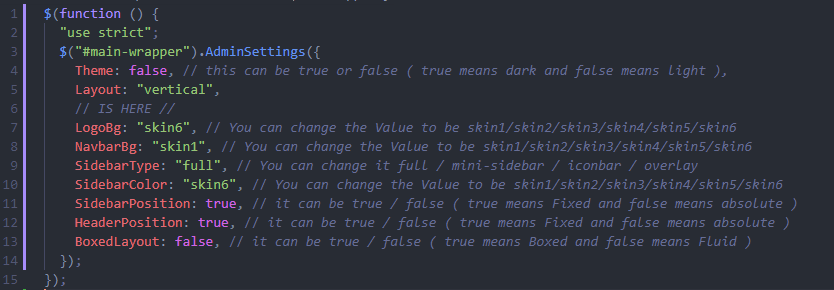 1 $(function () {
2 "use strict";
3 $("#main-wrapper").AdminSettings({
4 Theme: false, // this can be true or false ( true means dark and false means light ),
5 Layout: "vertical",
6 // IS HERE //
7 LogoBg: "skin6", // You can change the Value to be skin1/skin2/skin3/skin4/skin5/skin6
8 NavbarBg: "skin1", // You can change the Value to be skin1/skin2/skin3/skin4/skin5/skin6
9 SidebarType: "full", // You can change it full / mini-sidebar / iconbar / overlay
10 SidebarColor: "skin6", // You can change the Value to be skin1/skin2/skin3/skin4/skin5/skin6
11 SidebarPosition: true, // it can be true / false ( true means Fixed and false means absolute )
12 HeaderPosition: true, // it can be true / false ( true means Fixed and false means absolute )
13 BoxedLayout: false, // it can be true / false ( true means Boxed and false means Fluid )
14 });
15 });